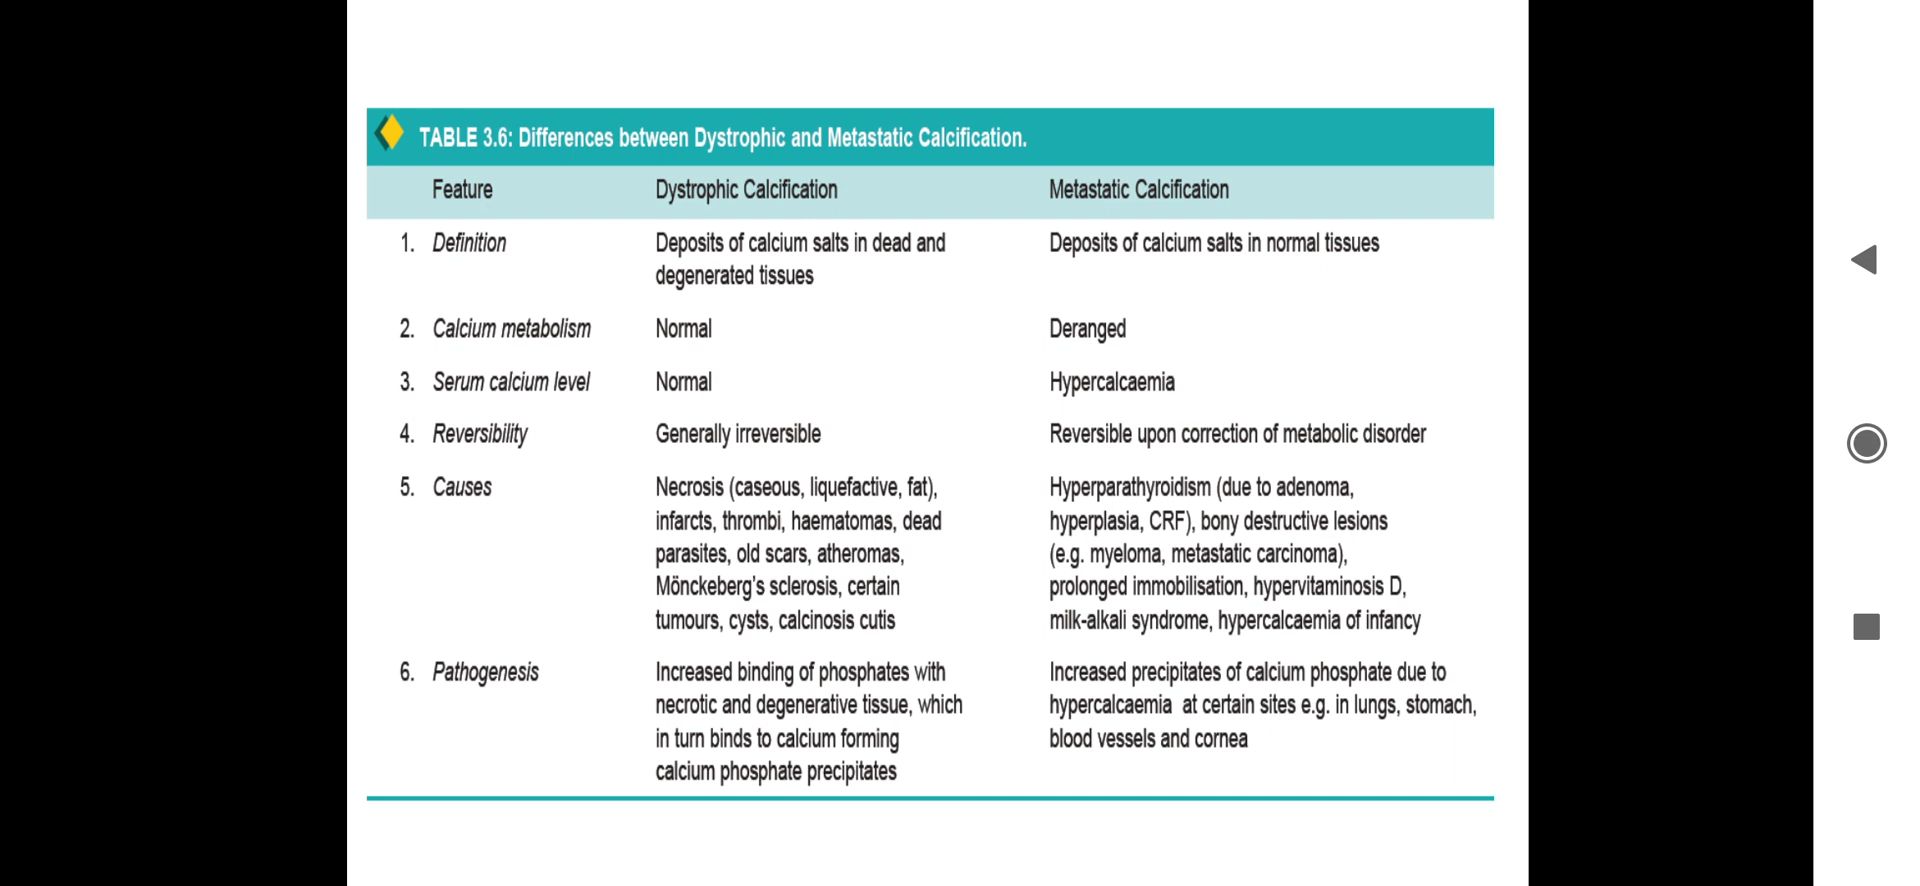 TABLE 3.6: Differences between Dystrophic and Metastatic Calcification.
Feature Dystrophic Calcification Metastatic Calcification
1. Definition Deposits of calcium salts in dead and Deposits of calcium salts in normal tissues
degenerated tissues
2. Calcium metabolism Normal Deranged
3. Serum calcium level Normal Hypercalcaemia
4. Reversibility Generally irreversible Reversible upon correction of metabolic disorder
5. Causes Necrosis (caseous, liquefactive, fat), Hyperparathyroidism (due to adenoma,
infarcts, thrombi, haematomas, dead hyperplasia, CRF), bony destructive lesions
parasites, old scars, atheromas, (e.g. myeloma, metastatic carcinoma),
Mönckeberg's sclerosis, certain prolonged immobilisation, hypervitaminosis D,
tumours, cysts, calcinosis cutis milk-alkali syndrome, hypercalcaemia of infancy
6. Pathogenesis Increased binding of phosphates with Increased precipitates of calcium phosphate due to
necrotic and degenerative tissue, which hypercalcaemia at certain sites e.g. in lungs, stomach,
in turn binds to calcium forming blood vessels and cornea
calcium phosphate precipitates